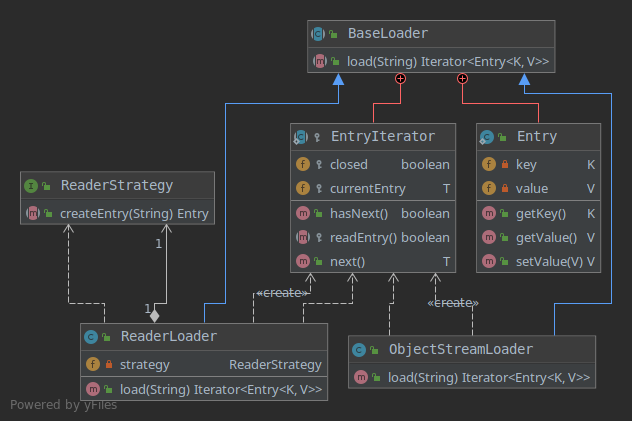 BaseLoader
load(String) Iterator<Entry<K, V>>
EntryIterator
closed boolean
currentEntry T
hasNext() boolean
readEntry() boolean
next() T
Entry
key K
value V
getKey() K
getValue() V
setValue(V) V
ReaderStrategy
createEntry(String) Entry
1
1
«create»
«create»
ReaderLoader
strategy ReaderStrategy
load(String) Iterator<Entry<K, V>>
ObjectStreamLoader
load(String) Iterator<Entry<K, V>>
Powered by yFiles